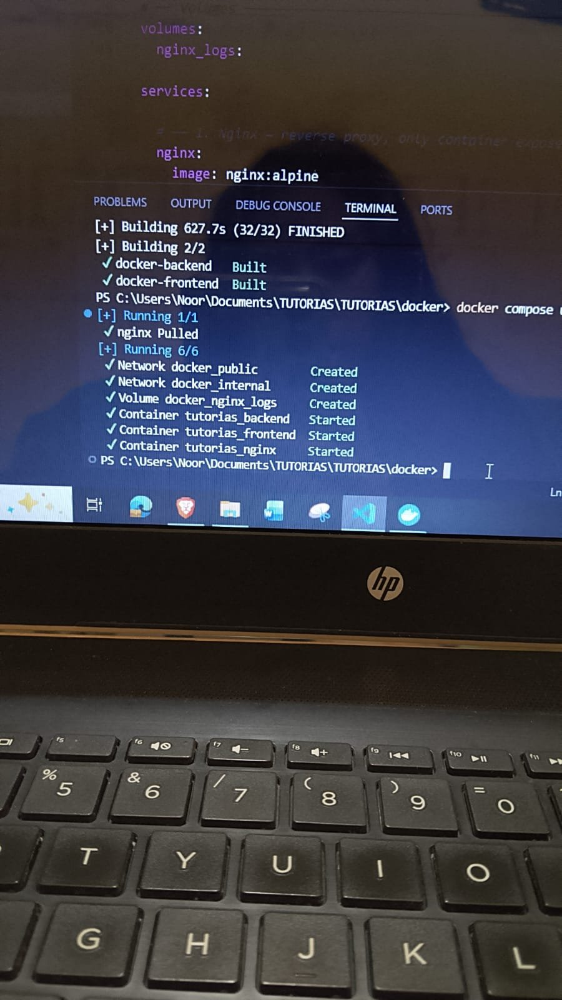 # — Volumes
volumes:
nginx_logs:
services:
# — 1. Nginx — reverse proxy, only container expose
nginx:
image: nginx:alpine
PROBLEMS OUTPUT DEBUG CONSOLE TERMINAL PORTS
[+] Building 627.7s (32/32) FINISHED
[+] Building 2/2
✓ docker-backend Built
✓ docker-frontend Built
PS C:\Users\Noor\Documents\TUTORIAS\TUTORIAS\docker> docker compose
[+] Running 1/1
✓ nginx Pulled
[+] Running 6/6
✓ Network docker_public Created
✓ Network docker_internal Created
✓ Volume docker_nginx_logs Created
✓ Container tutorias_backend Started
✓ Container tutorias_frontend Started
✓ Container tutorias_nginx Started
PS C:\Users\Noor\Documents\TUTORIAS\TUTORIAS\docker>
Ln
W
hp
f5 f6 f7 f8 f9 f10 f11
% 5 & 6 / 7 ( 8 ) 9 = 0
T Y U I O
G H J K L